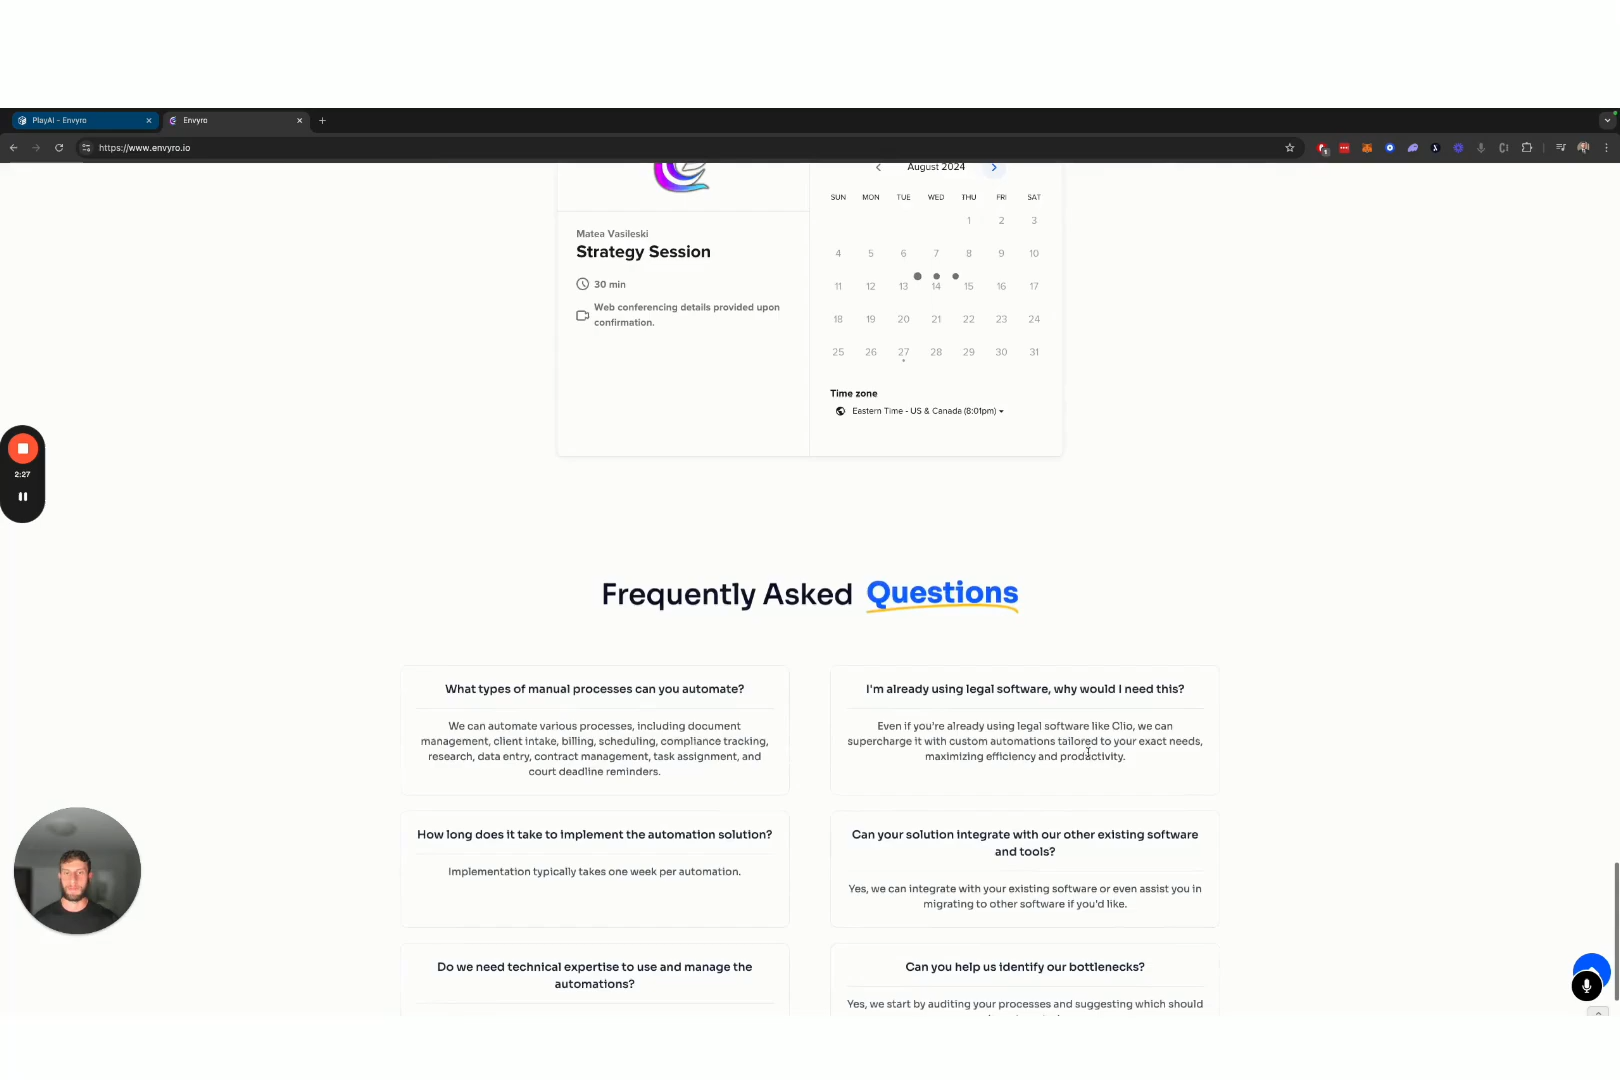 PlayAI - Envyro
Envyro
https://www.envyro.io
August 2024
SUN MON TUE WED THU FRI SAT
1 2 3
4 5 6 7 8 9 10
Matea Vasileski
Strategy Session
30 min
Web conferencing details provided upon
confirmation.
11 12 13 14 15 16 17
18 19 20 21 22 23 24
25 26 27 28 29 30 31
Time zone
Eastern Time - US & Canada (8:01pm)
2:27
Frequently Asked Questions
What types of manual processes can you automate?
We can automate various processes, including document
management, client intake, billing, scheduling, compliance tracking,
research, data entry, contract management, task assignment, and
court deadline reminders.
I'm already using legal software, why would I need this?
Even if you're already using legal software like Clio, we can
supercharge it with custom automations tailored to your exact needs,
maximizing efficiency and productivity.
How long does it take to implement the automation solution?
Implementation typically takes one week per automation.
Can your solution integrate with our other existing software
and tools?
Yes, we can integrate with your existing software or even assist you in
migrating to other software if you'd like.
Do we need technical expertise to use and manage the
automations?
Can you help us identify our bottlenecks?
Yes, we start by auditing your processes and suggesting which should